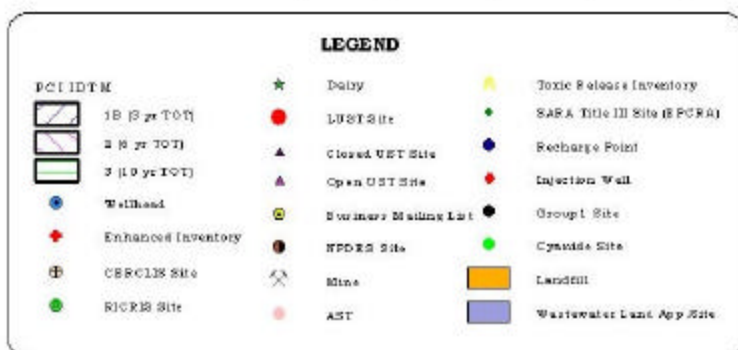 LEGEND
PCI IDTM
1B (3 yr TOT)
2 (6 yr TOT)
3 (10 yr TOT)
Wellhead
Enhanced Inventory
CERCLIS Site
RICRIS Site
Dairy
LUST Site
Closed UST Site
Open UST Site
Business Mailing List
NPDES Site
Mine
AST
Toxic Release Inventory
SARA Title III Site (EPCRA)
Recharge Point
Injection Well
Group1 Site
Cyanide Site
Landfill
Wastewater Land App.Site